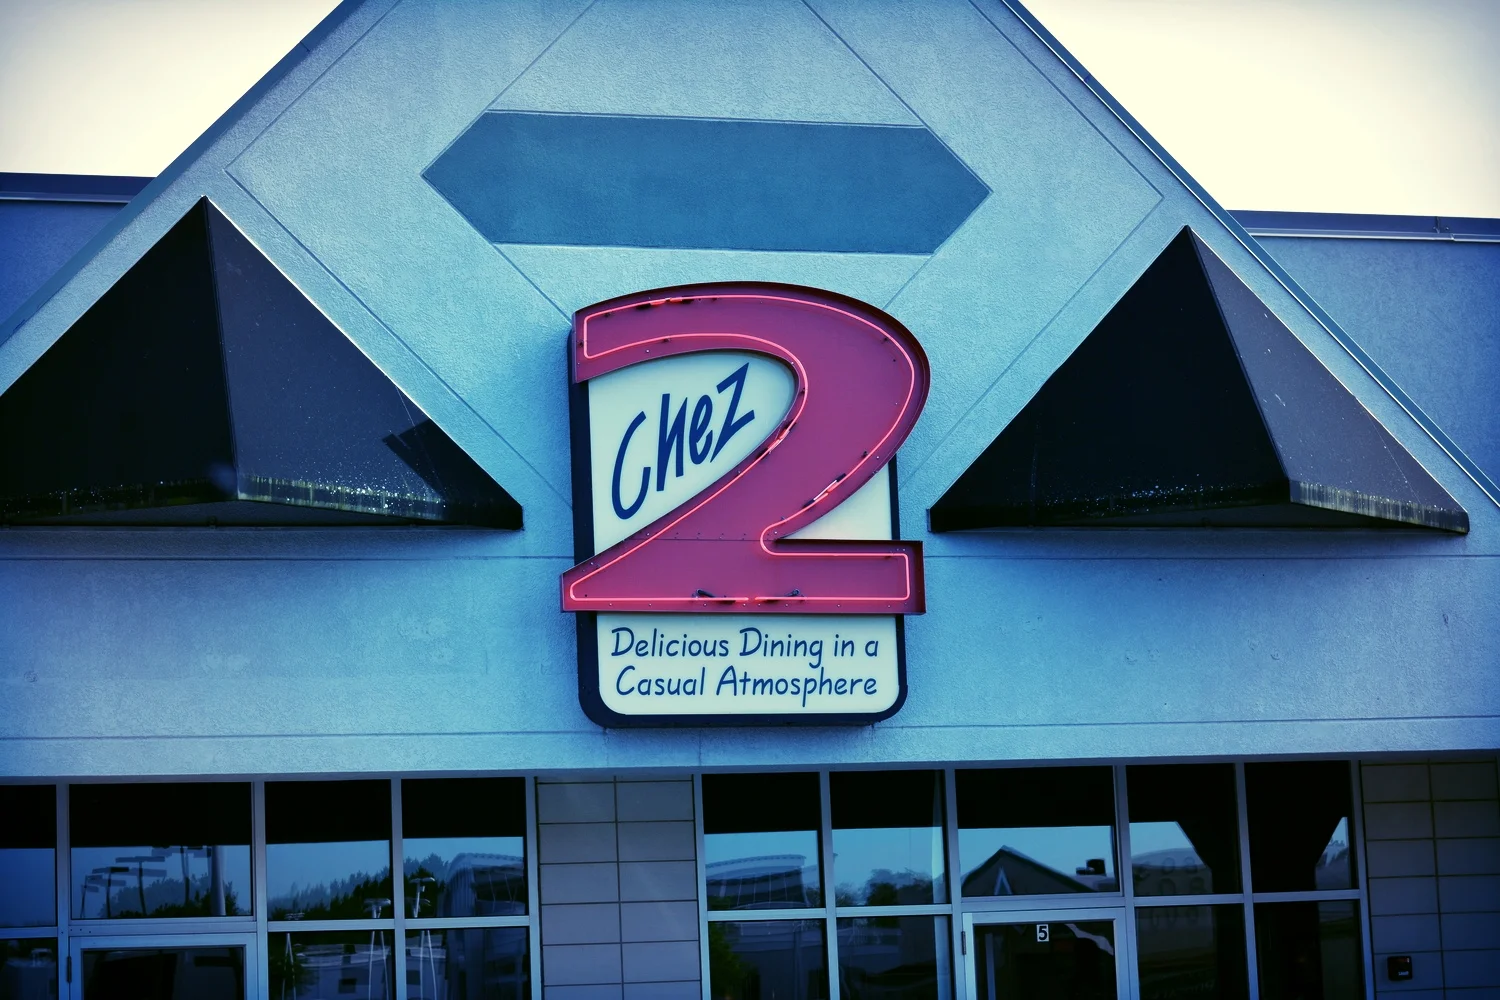 Chez
2
Delicious Dining in a
Casual Atmosphere
5